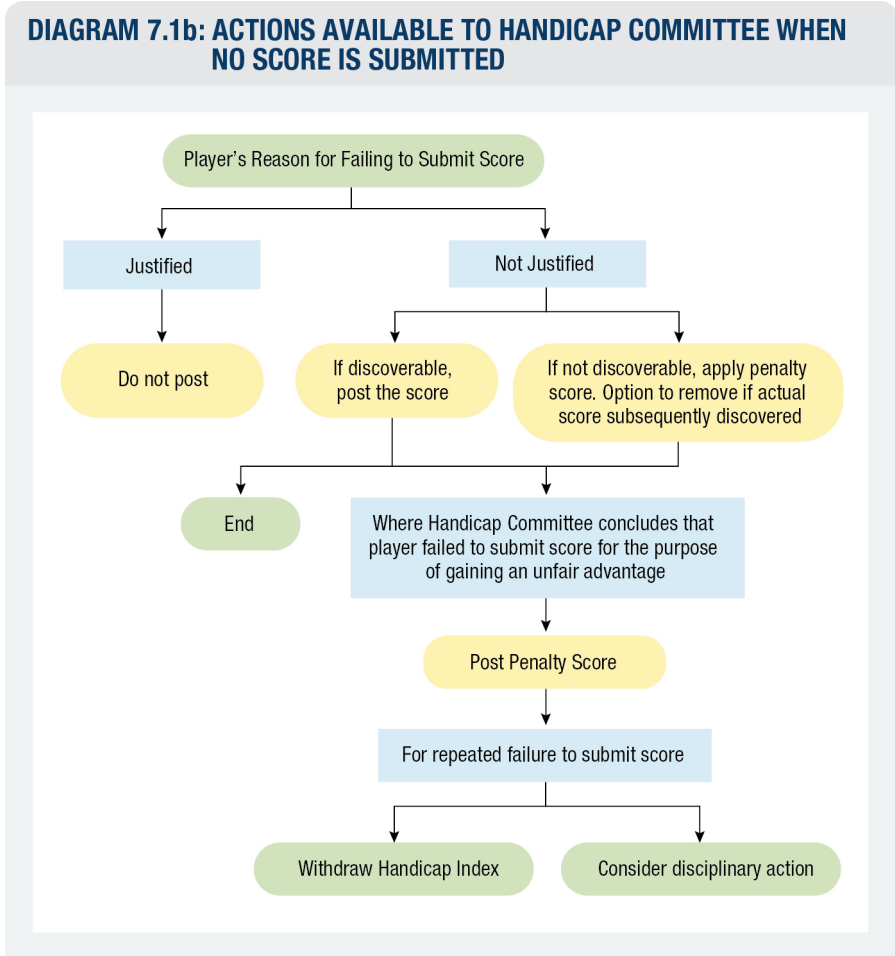 DIAGRAM 7.1b: ACTIONS AVAILABLE TO HANDICAP COMMITTEE WHEN
NO SCORE IS SUBMITTED
Player’s Reason for Failing to Submit Score
Justified
Not Justified
Do not post
If discoverable,
post the score
If not discoverable, apply penalty
score. Option to remove if actual
score subsequently discovered
End
Where Handicap Committee concludes that
player failed to submit score for the purpose
of gaining an unfair advantage
Post Penalty Score
For repeated failure to submit score
Withdraw Handicap Index
Consider disciplinary action